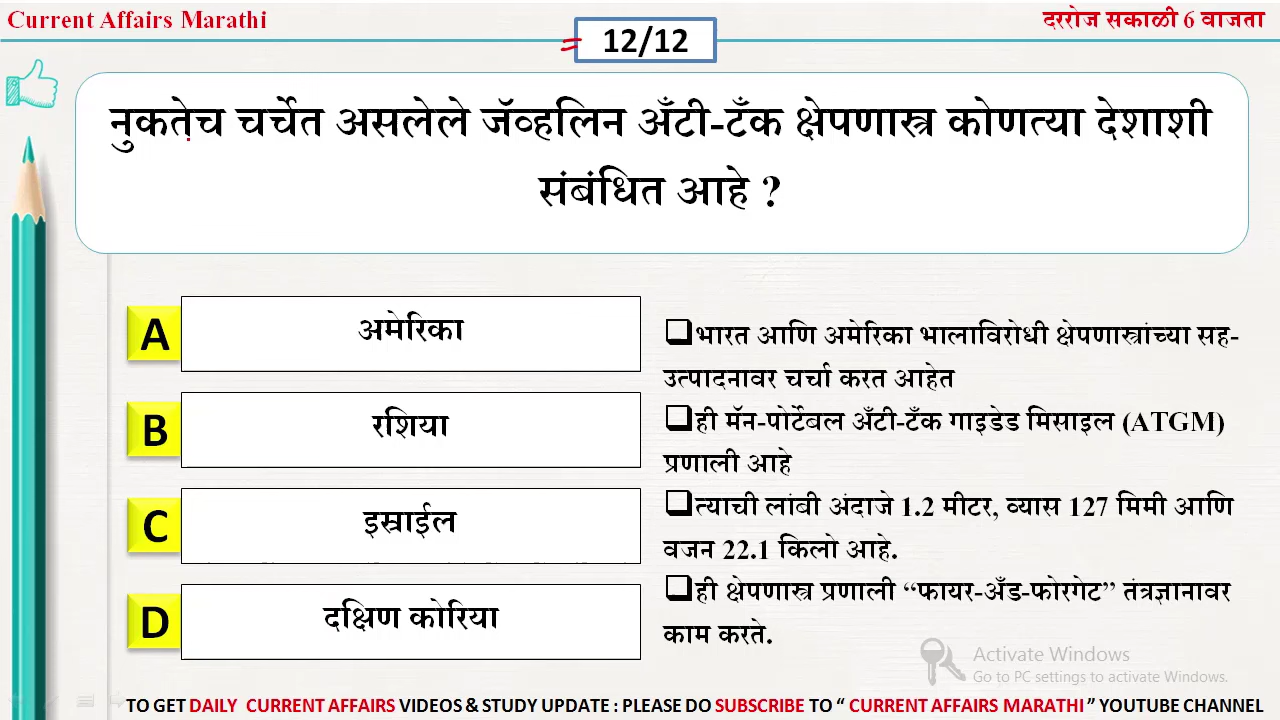 Current Affairs Marathi
दररोज सकाळी 6 वाजता
12/12
नुकतेच चर्चेत असलेले जॅव्हलिन अँटी-टँक क्षेपणास्त्र कोणत्या देशाशी
संबंधित आहे ?
A
अमेरिका
B
रशिया
C
इस्राईल
D
दक्षिण कोरिया
❑भारत आणि अमेरिका भालाविरोधी क्षेपणास्त्रांच्या सह-
उत्पादनावर चर्चा करत आहेत
❑ही मॅन-पोर्टेबल अँटी-टँक गाइडेड मिसाइल (ATGM)
प्रणाली आहे
❑त्याची लांबी अंदाजे 1.2 मीटर, व्यास 127 मिमी आणि
वजन 22.1 किलो आहे.
❑ही क्षेपणास्त्र प्रणाली “फायर-अँड-फोरगेट” तंत्रज्ञानावर
काम करते.
Activate Windows
Go to PC settings to activate Windows.
TO GET DAILY CURRENT AFFAIRS VIDEOS & STUDY UPDATE : PLEASE DO SUBSCRIBE TO “ CURRENT AFFAIRS MARATHI ” YOUTUBE CHANNEL